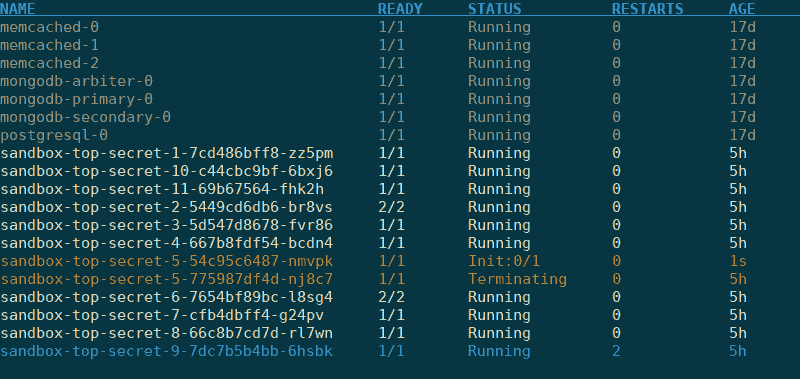 NAME READY STATUS RESTARTS AGE
memcached-0 1/1 Running 0 17d
memcached-1 1/1 Running 0 17d
memcached-2 1/1 Running 0 17d
mongodb-arbiter-0 1/1 Running 0 17d
mongodb-primary-0 1/1 Running 0 17d
mongodb-secondary-0 1/1 Running 0 17d
postgresql-0 1/1 Running 0 17d
sandbox-top-secret-1-7cd486bff8-zz5pm 1/1 Running 0 5h
sandbox-top-secret-10-c44cbc9bf-6bxj6 1/1 Running 0 5h
sandbox-top-secret-11-69b67564-fhk2h 1/1 Running 0 5h
sandbox-top-secret-2-5449cd6db6-br8vs 2/2 Running 0 5h
sandbox-top-secret-3-5d547d8678-fvr86 1/1 Running 0 5h
sandbox-top-secret-4-667b8fdf54-bcdn4 1/1 Running 0 5h
sandbox-top-secret-5-54c95c6487-nmvpk 1/1 Init:0/1 0 1s
sandbox-top-secret-5-775987df4d-nj8c7 1/1 Terminating 0 5h
sandbox-top-secret-6-7654bf89bc-l8sg4 2/2 Running 0 5h
sandbox-top-secret-7-cfb4dbff4-g24pv 1/1 Running 0 5h
sandbox-top-secret-8-66c8b7cd7d-rl7wn 1/1 Running 0 5h
sandbox-top-secret-9-7dc7b5b4bb-6hsbk 1/1 Running 2 5h